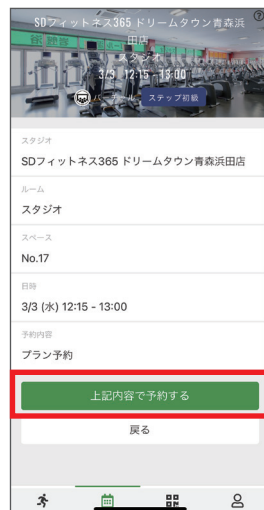 SDフィットネス365 ドリームタウン青森浜
田店
スタジオ
3/3 12:15 - 13:00
バーチャル ステップ初級
スタジオ
SDフィットネス365 ドリームタウン青森浜田店
ルーム
スタジオ
スペース
No.17
日時
3/3 (水) 12:15 - 13:00
予約内容
プラン予約
上記内容で予約する
戻る